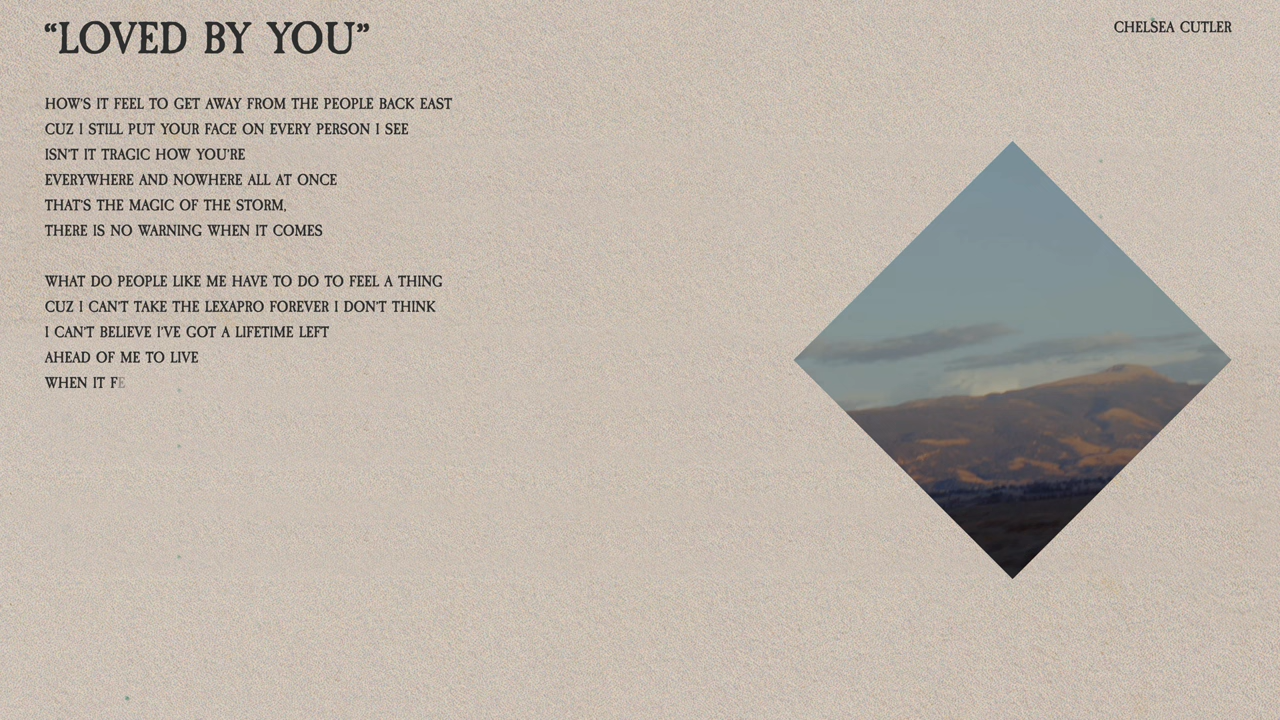 “LOVED BY YOU”
CHELSEA CUTLER
HOW'S IT FEEL TO GET AWAY FROM THE PEOPLE BACK EAST
CUZ I STILL PUT YOUR FACE ON EVERY PERSON I SEE
ISN'T IT TRAGIC HOW YOU'RE
EVERYWHERE AND NOWHERE ALL AT ONCE
THAT'S THE MAGIC OF THE STORM,
THERE IS NO WARNING WHEN IT COMES
WHAT DO PEOPLE LIKE ME HAVE TO DO TO FEEL A THING
CUZ I CAN'T TAKE THE LEXAPRO FOREVER I DON'T THINK
I CAN'T BELIEVE I'VE GOT A LIFETIME LEFT
AHEAD OF ME TO LIVE
WHEN IT FE